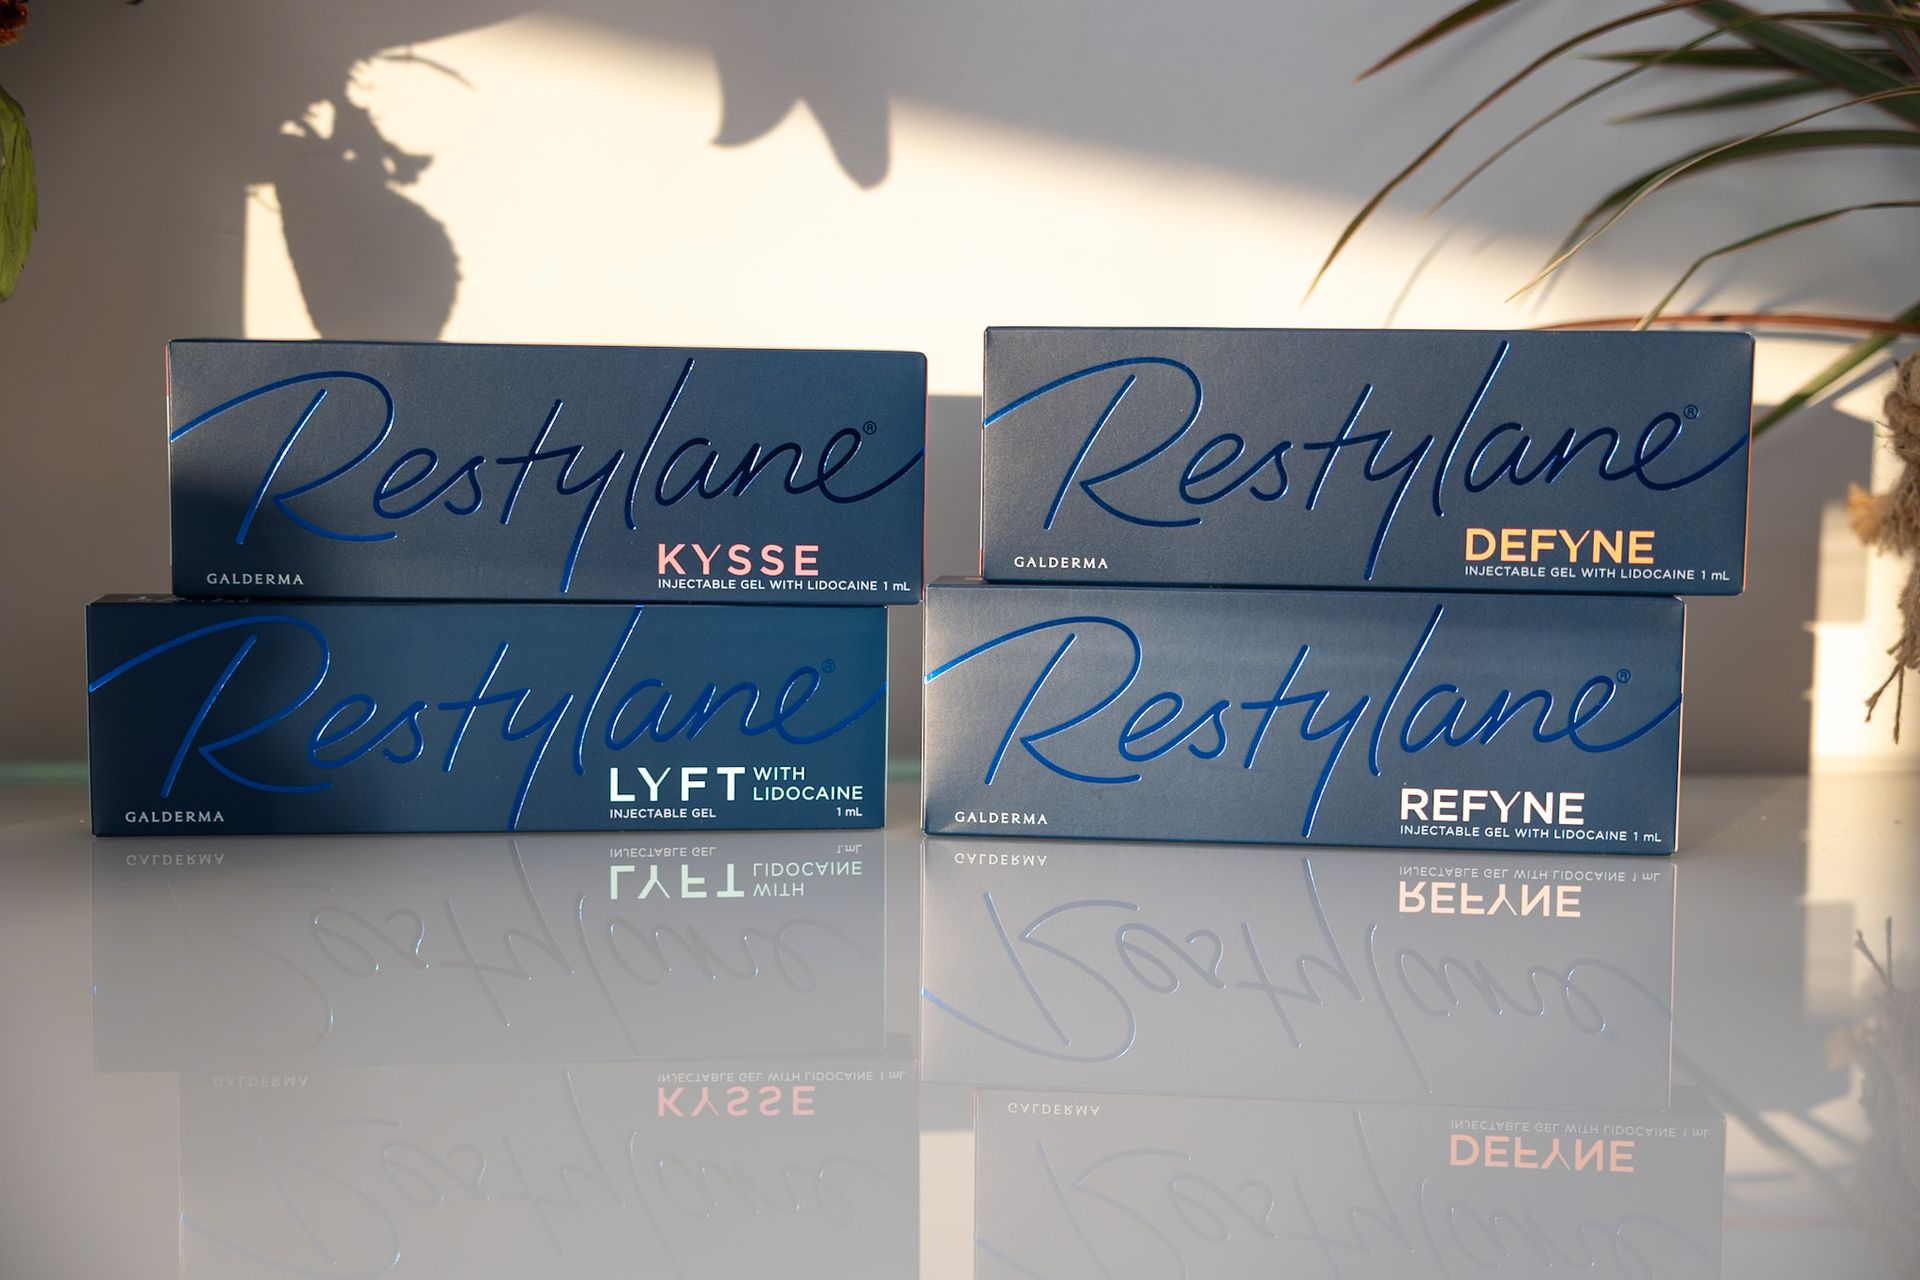 Restylane®
KYSSE
INJECTABLE GEL WITH LIDOCAINE 1 mL
GALDERMA
Restylane®
DEFYNE
INJECTABLE GEL WITH LIDOCAINE 1 mL
GALDERMA
Restylane®
LYFT WITH LIDOCAINE
INJECTABLE GEL 1 mL
GALDERMA
Restylane®
REFYNE
INJECTABLE GEL WITH LIDOCAINE 1 mL
GALDERMA